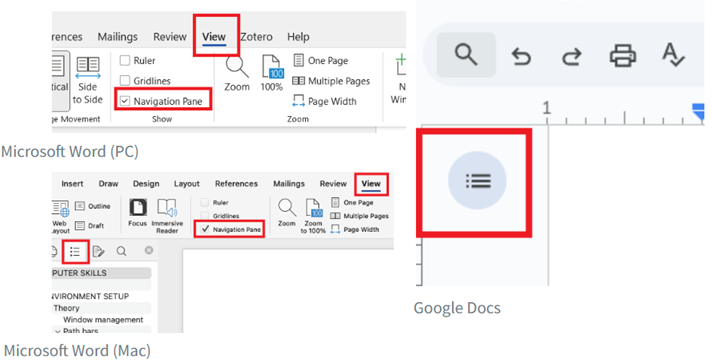 rences Mailings Review View Zotero Help
Ruler
Gridlines
Navigation Pane
tical
Side
to Side
ge Movement
Show
Zoom
100%
100
One Page
Multiple Pages
Page Width
Zoom
N
Win
Microsoft Word (PC)
Insert Draw Design Layout References Mailings Review View
Web
Layout
Outline
Draft
Focus
Immersive
Reader
Ruler
Gridlines
Navigation Pane
Zoom
Zoom
to 100%
100
One Page
Multiple Pages
Page Width
PUTER SKILLS
NVIRONMENT SETUP
Theory
Window management
Path bars
Microsoft Word (Mac)
1
Google Docs